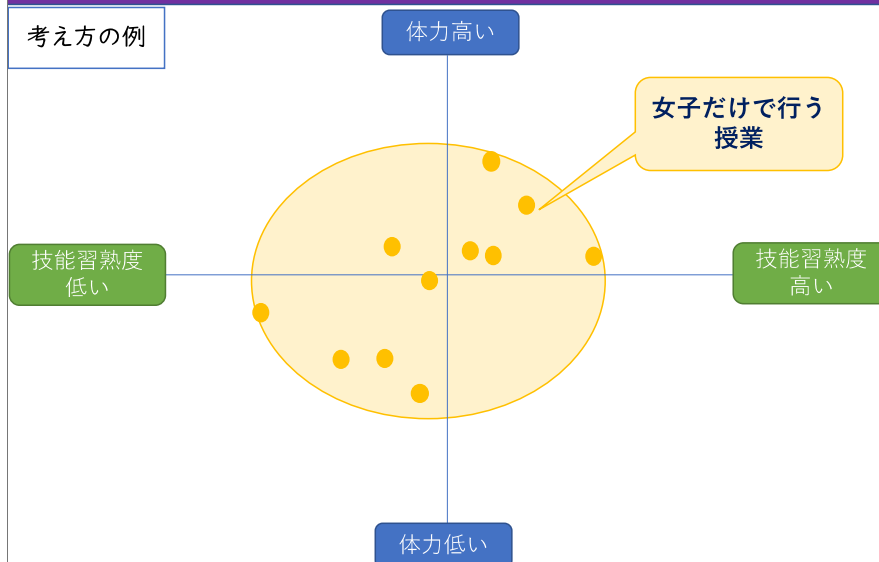 考え方の例
体力高い
女子だけで行う
授業
技能習熟度
低い
技能習熟度
高い
体力低い